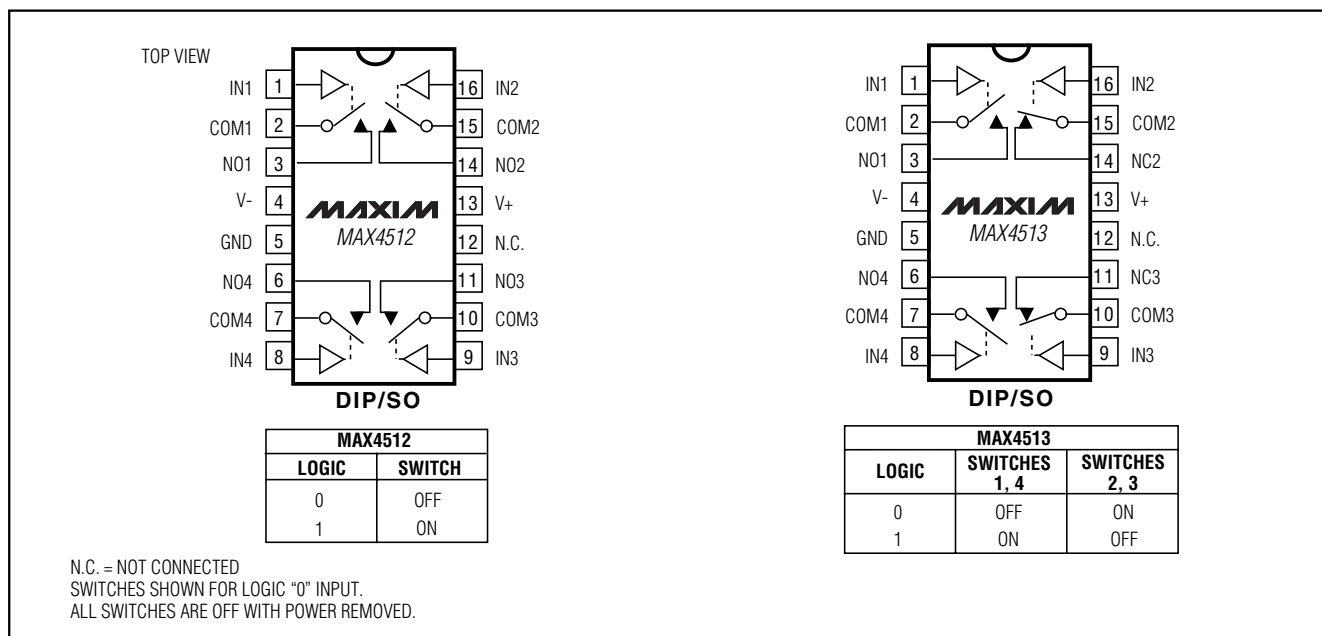 TOP VIEW
IN1 1 16 IN2
COM1 2 15 COM2
NO1 3 14 NO2
V- 4 13 V+
MAXIM
GND 5 MAX4512 12 N.C.
NO4 6 11 NO3
COM4 7 10 COM3
IN4 8 9 IN3
DIP/SO
MAX4512
LOGIC SWITCH
0 OFF
1 ON
IN1 1 16 IN2
COM1 2 15 COM2
NO1 3 14 NC2
V- 4 13 V+
MAXIM
GND 5 MAX4513 12 N.C.
NO4 6 11 NC3
COM4 7 10 COM3
IN4 8 9 IN3
DIP/SO
MAX4513
LOGIC SWITCHES 1, 4 SWITCHES 2, 3
0 OFF ON
1 ON OFF
N.C. = NOT CONNECTED
SWITCHES SHOWN FOR LOGIC “0” INPUT.
ALL SWITCHES ARE OFF WITH POWER REMOVED.